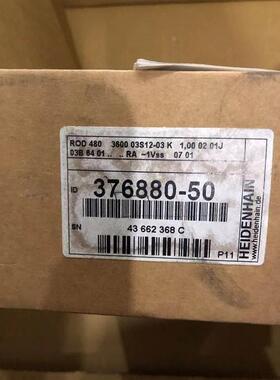 ROD 480 3600 03S12-03 K 1,00 02 01J
03B 64 01 .. .. RA ~1Vss 07 01
ID 376880-50
SN 43 662 368 C
P11
HEIDENHAIN
www.heidenhain.de